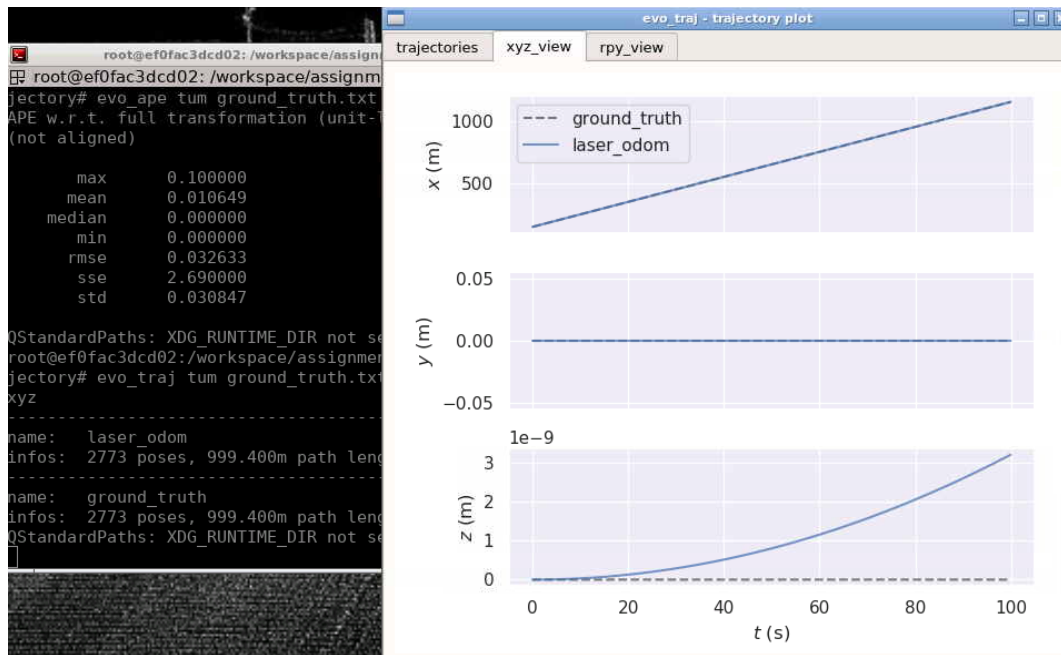 root@ef0fac3dcd02: /workspace/assignm
root@ef0fac3dcd02: /workspace/assignm
jectory# evo_ape tum ground_truth.txt
APE w.r.t. full transformation (unit-
(not aligned)
max 0.100000
mean 0.010649
median 0.000000
min 0.000000
rmse 0.032633
sse 2.690000
std 0.030847
QStandardPaths: XDG_RUNTIME_DIR not se
root@ef0fac3dcd02:/workspace/assignmen
jectory# evo_traj tum ground_truth.txt
xyz
--------------------------------------
name: laser_odom
infos: 2773 poses, 999.400m path leng
--------------------------------------
name: ground_truth
infos: 2773 poses, 999.400m path leng
QStandardPaths: XDG_RUNTIME_DIR not se
evo_traj - trajectory plot
trajectories xyz_view rpy_view
ground_truth
laser_odom
1000
500
x (m)
0.05
0.00
−0.05
y (m)
1e−9
3
2
1
0
z (m)
0 20 40 60 80 100
t (s)